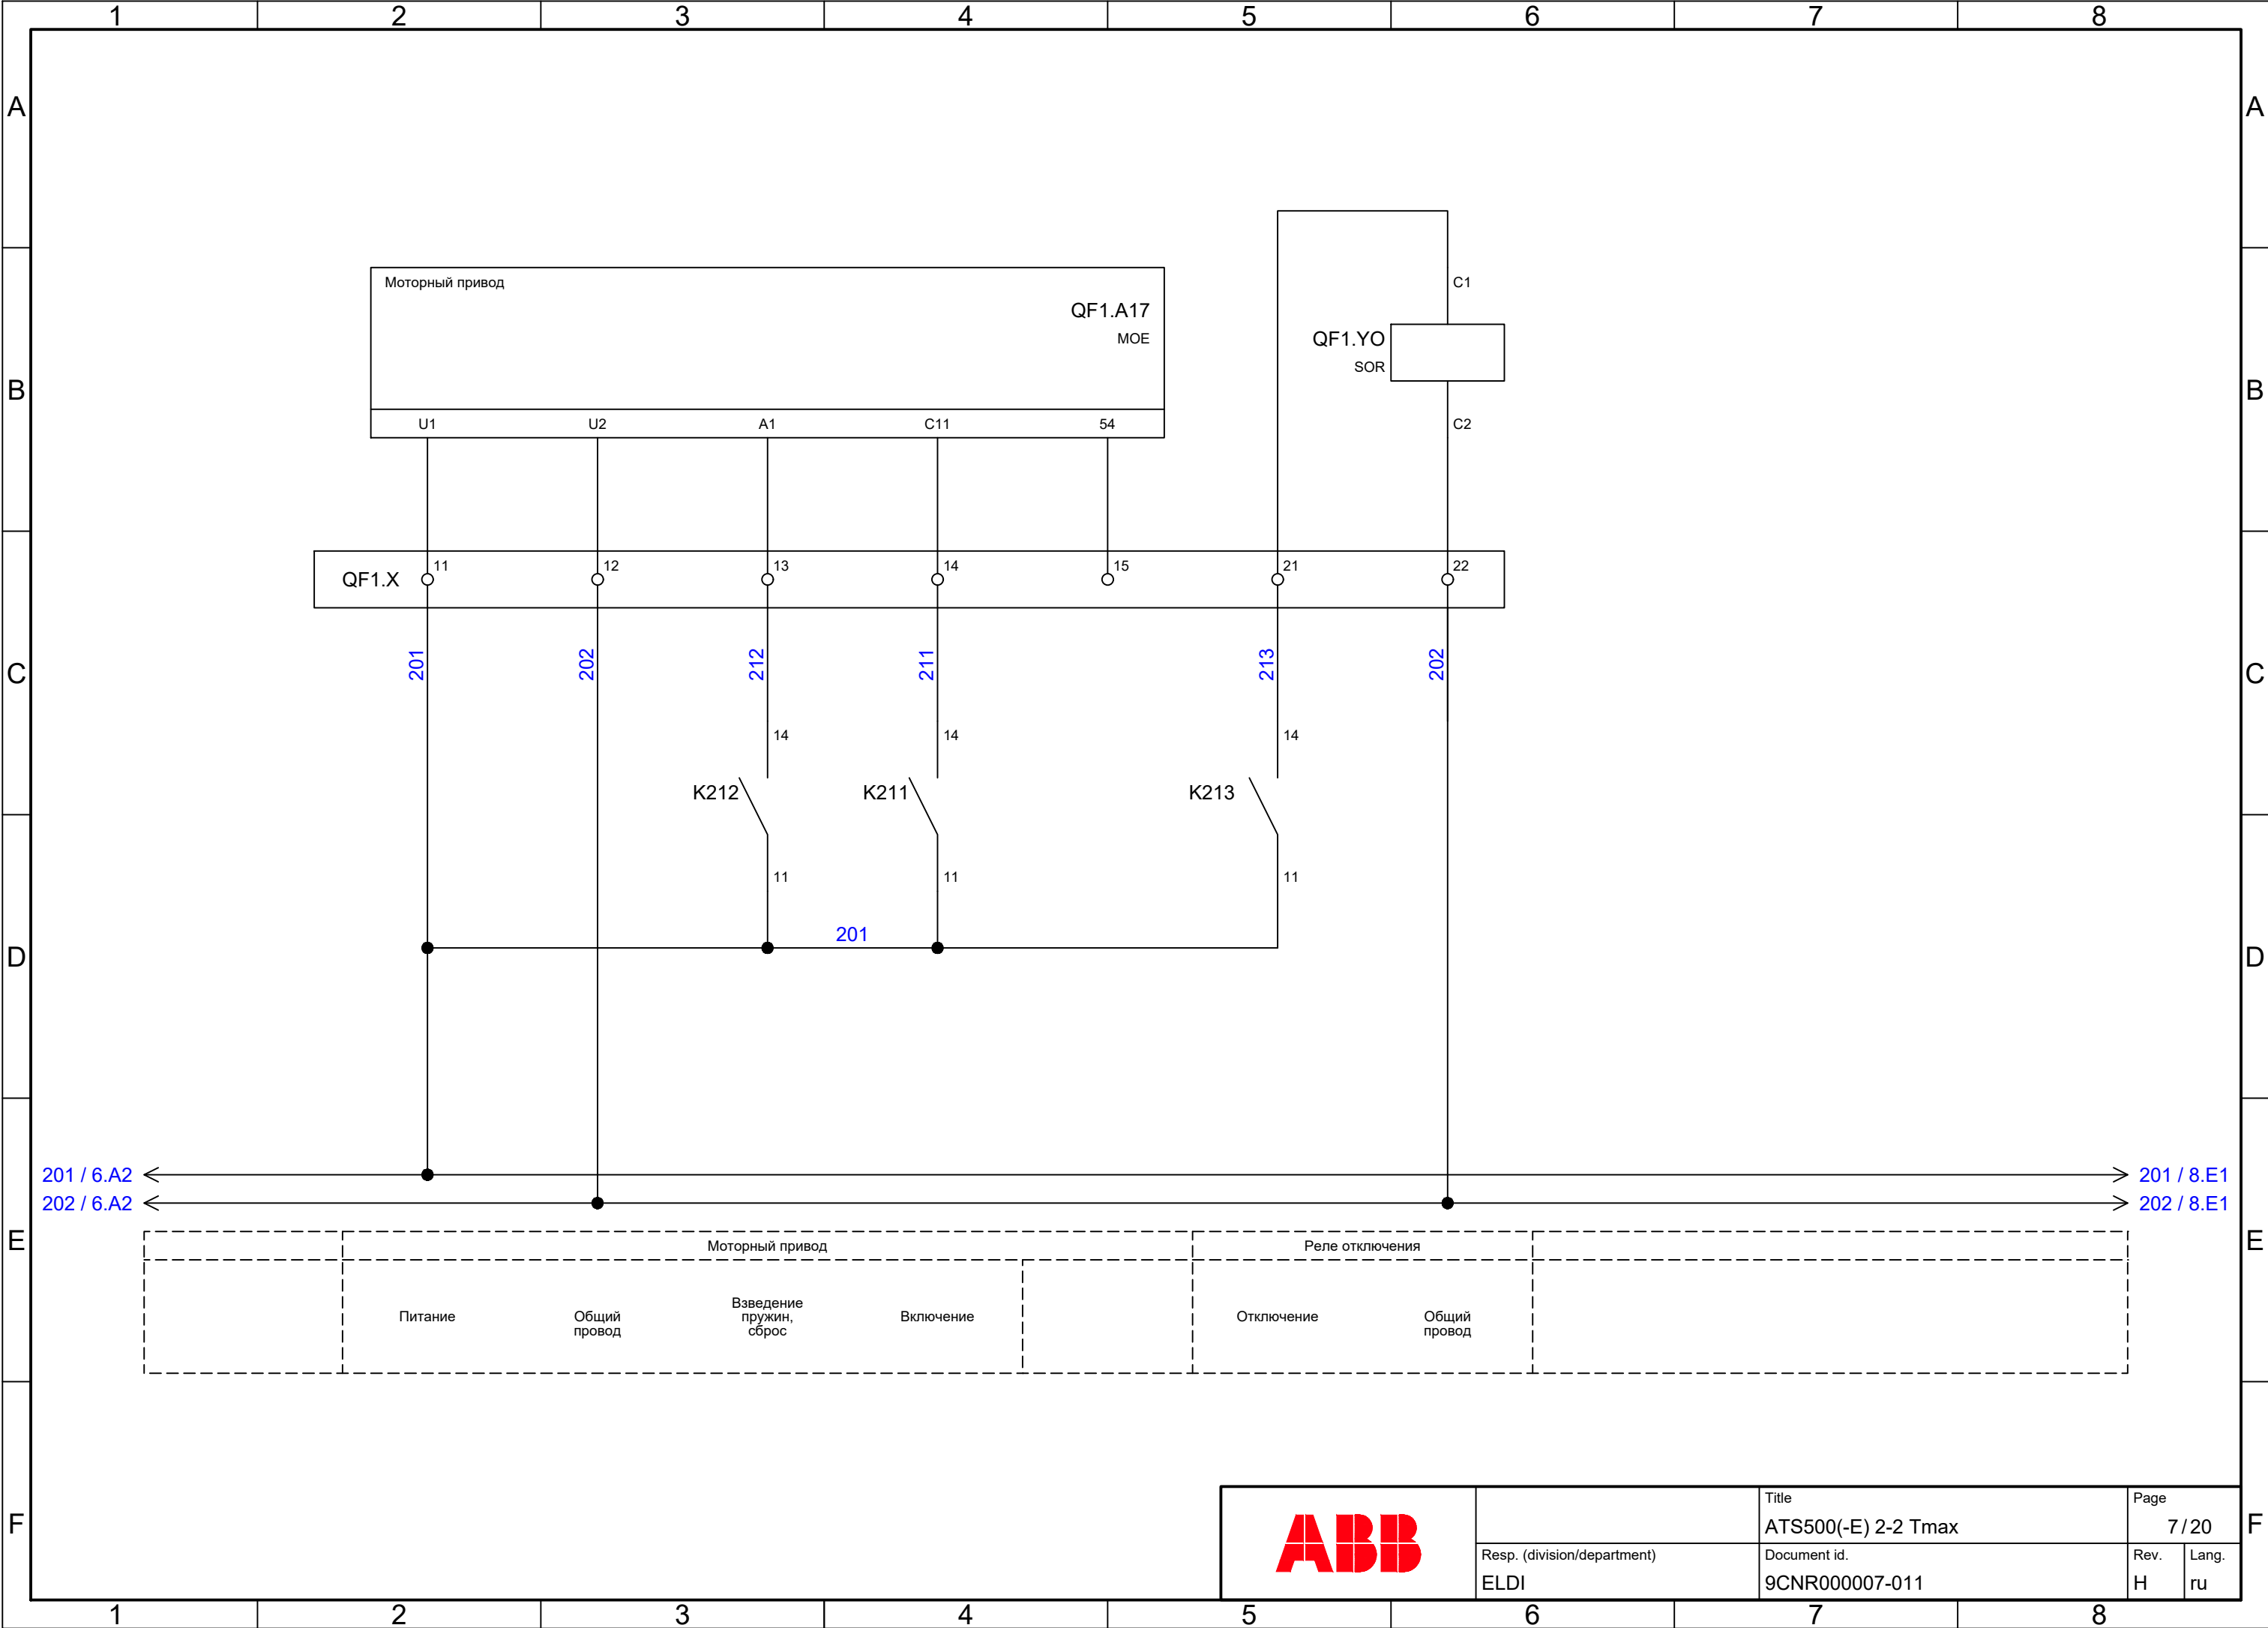 1 2 3 4 5 6 7 8
A A
Моторный привод
QF1.A17
MOE
C1
QF1.YO
SOR
B B
U1 U2 A1 C11 54
C2
QF1.X 11 12 13 14 15 21 22
201 202 212 211 213 202
C C
14 14 14
K212 K211 K213
11 11 11
201
D D
201 / 6.A2 201 / 8.E1
202 / 6.A2 202 / 8.E1
E E
Моторный привод Реле отключения
Питание
Общий
провод
Взведение
пружин,
сброс
Включение
Отключение
Общий
провод
F F
ABB
Title
ATS500(-E) 2-2 Tmax
Page
7/20
Resp. (division/department)
ELDI
Document id.
9CNR000007-011
Rev.
H
Lang.
ru
1 2 3 4 5 6 7 8